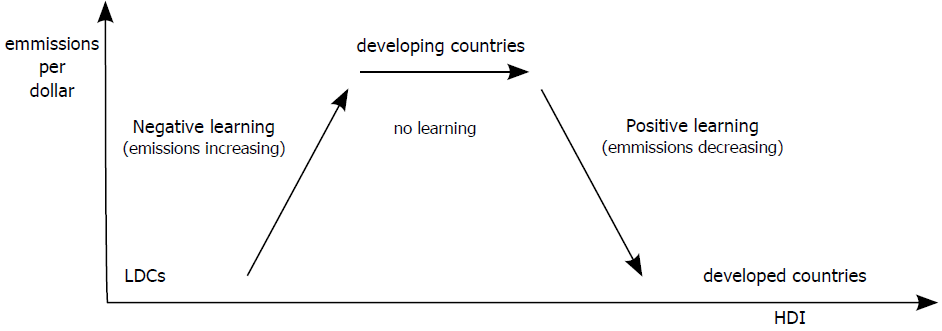 emmissions
per
dollar
developing countries
Negative learning
(emissions increasing)
no learning
Positive learning
(emmissions decreasing)
LDCs
developed countries
HDI